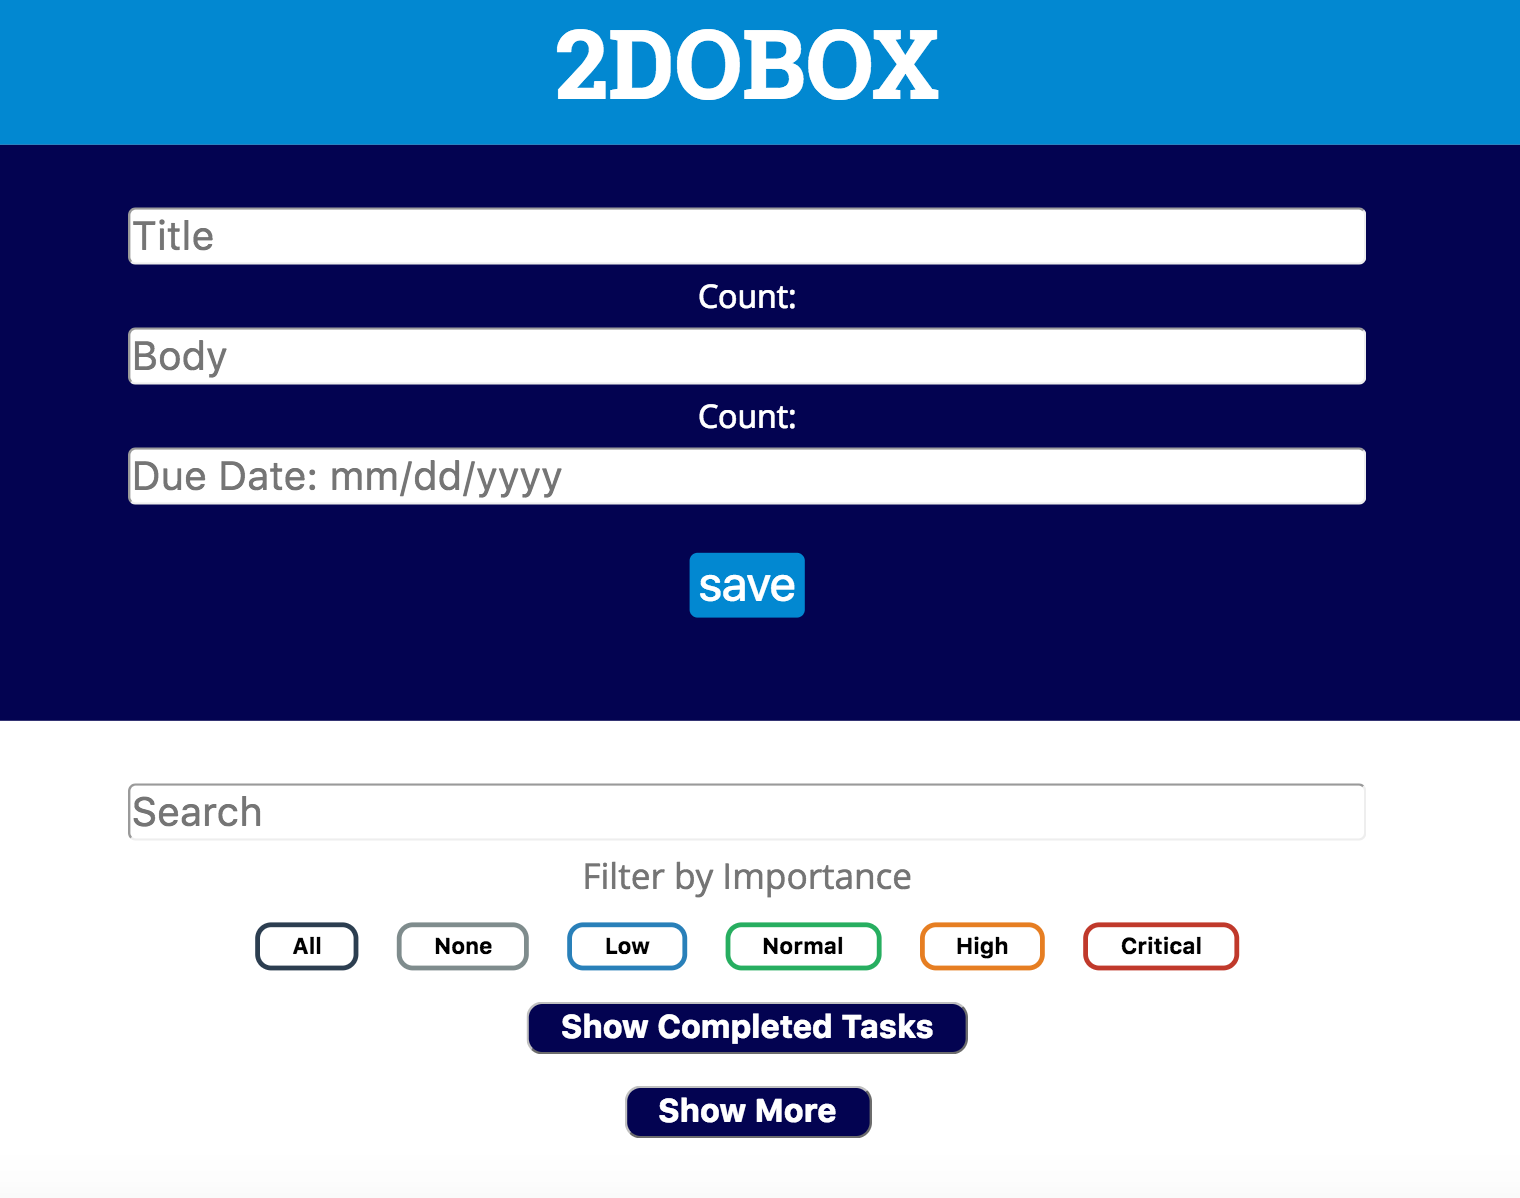 2DOBOX
Title
Count:
Body
Count:
Due Date: mm/dd/yyyy
save
Search
Filter by Importance
All None Low Normal High Critical
Show Completed Tasks
Show More